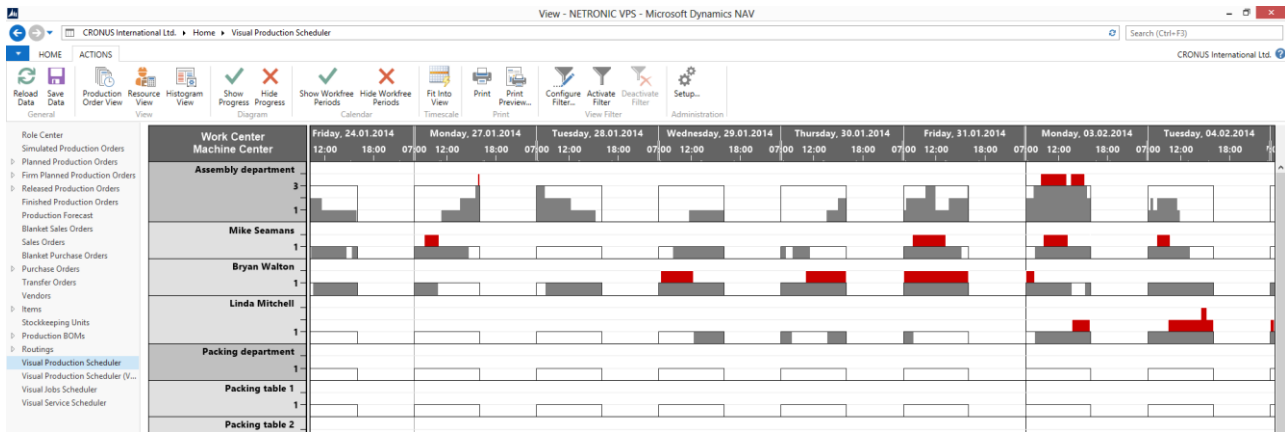 View - NETRONIC VPS - Microsoft Dynamics NAV
CRONUS International Ltd. ▸ Home ▸ Visual Production Scheduler
Search (Ctrl+F3)
HOME ACTIONS
CRONUS International Ltd.
Reload Data
Save Data
Production Order View
Resource View
Histogram View
Show Progress
Hide Progress
Show Workfree Periods
Hide Workfree Periods
Fit Into View
Print
Print Preview...
Configure Filter...
Activate Filter
Deactivate Filter
Setup...
General
View
Diagram
Calendar
Timescale
Print
View Filter
Administration
Role Center
Simulated Production Orders
Planned Production Orders
Firm Planned Production Orders
Released Production Orders
Finished Production Orders
Production Forecast
Blanket Sales Orders
Sales Orders
Blanket Purchase Orders
Purchase Orders
Transfer Orders
Vendors
Items
Stockkeeping Units
Production BOMs
Routings
Visual Production Scheduler
Visual Production Scheduler (V...
Visual Jobs Scheduler
Visual Service Scheduler
Work Center
Machine Center
Friday, 24.01.2014 Monday, 27.01.2014 Tuesday, 28.01.2014 Wednesday, 29.01.2014 Thursday, 30.01.2014 Friday, 31.01.2014 Monday, 03.02.2014 Tuesday, 04.02.2014
12:00 18:00 07:00 12:00 18:00 07:00 12:00 18:00 07:00 12:00 18:00 07:00 12:00 18:00 07:00 12:00 18:00 07:00 12:00 18:00 07:00 12:00 18:00
Assembly department
3
1
Mike Seamans
1
Bryan Walton
1
Linda Mitchell
1
Packing department
1
Packing table 1
1
Packing table 2